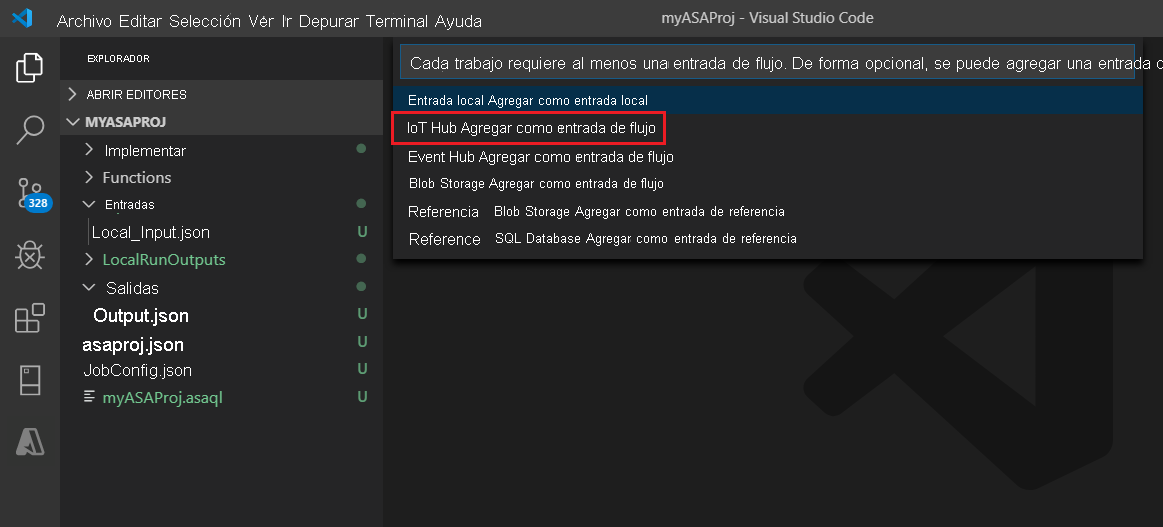 Archivo Editar Selección Vér Ir Depurar Terminal Ayuda
myASAProj - Visual Studio Code
EXPLORADOR
ABRIR EDITORES
MYASAPROJ
Implementar
Functions
328
Entradas
Local_Input.json U
LocalRunOutputs
Salidas
Output.json U
asaproj.json U
JobConfig.json U
myASAProj.asaql U
Cada trabajo requiere al menos una entrada de flujo. De forma opcional, se puede agregar una entrada
Entrada local Agregar como entrada local
IoT Hub Agregar como entrada de flujo
Event Hub Agregar como entrada de flujo
Blob Storage Agregar como entrada de flujo
Referencia Blob Storage Agregar como entrada de referencia
Reference SQL Database Agregar como entrada de referencia